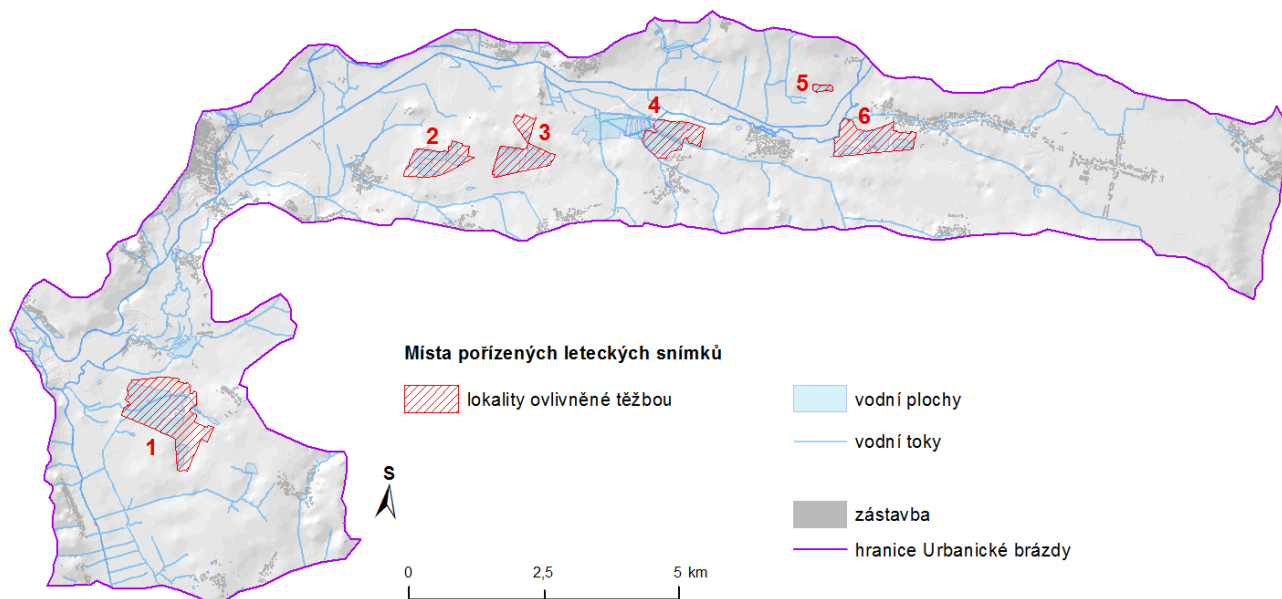 5
4
6
2
3
Místa pořízených leteckých snímků
lokality ovlivněné těžbou
vodní plochy
vodní toky
1
S
zástavba
hranice Urbanické brázdy
0 2,5 5 km